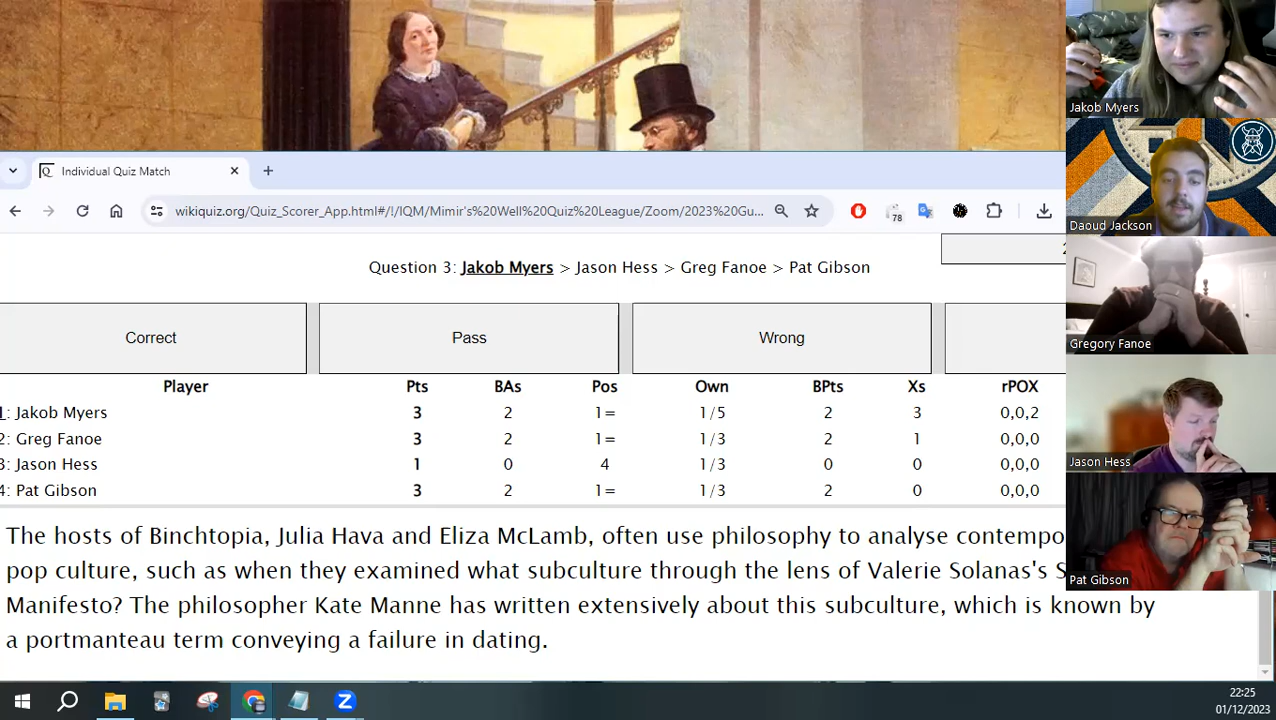 Jakob Myers
Daoud Jackson
Gregory Fanoe
Jason Hess
Pat Gibson
Individual Quiz Match
wikiquiz.org/Quiz_Scorer_App.html#/!/IQM/Mimir's%20Well%20Quiz%20League/Zoom/2023%20Gu...
78
Question 3: Jakob Myers > Jason Hess > Greg Fanoe > Pat Gibson
Correct Pass Wrong
Player Pts BAs Pos Own BPts Xs rPOX
1: Jakob Myers 3 2 1= 1/5 2 3 0,0,2
2: Greg Fanoe 3 2 1= 1/3 2 1 0,0,0
3: Jason Hess 1 0 4 1/3 0 0 0,0,0
4: Pat Gibson 3 2 1= 1/3 2 0 0,0,0
The hosts of Binchtopia, Julia Hava and Eliza McLamb, often use philosophy to analyse contempo
pop culture, such as when they examined what subculture through the lens of Valerie Solanas's S
Manifesto? The philosopher Kate Manne has written extensively about this subculture, which is known by
a portmanteau term conveying a failure in dating.
22:25
01/12/2023